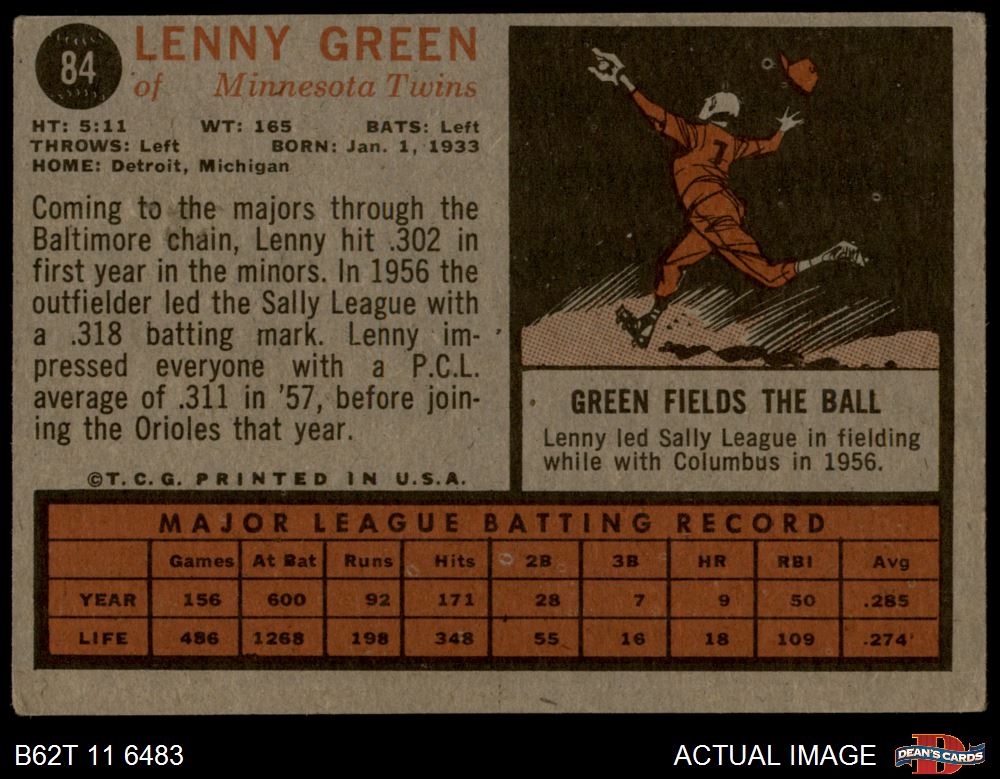 84
LENNY GREEN
of Minnesota Twins
HT: 5:11 WT: 165 BATS: Left
THROWS: Left BORN: Jan. 1, 1933
HOME: Detroit, Michigan
Coming to the majors through the
Baltimore chain, Lenny hit .302 in
first year in the minors. In 1956 the
outfielder led the Sally League with
a .318 batting mark. Lenny im-
pressed everyone with a P.C.L.
average of .311 in '57, before join-
ing the Orioles that year.
©T.C.G. PRINTED IN U.S.A.
7
GREEN FIELDS THE BALL
Lenny led Sally League in fielding
while with Columbus in 1956.
MAJOR LEAGUE BATTING RECORD
Games At Bat Runs Hits 2B 3B HR RBI Avg
YEAR 156 600 92 171 28 7 9 50 .285
LIFE 486 1268 198 348 55 16 18 109 .274
B62T 11 6483 ACTUAL IMAGE DEAN'S CARDS